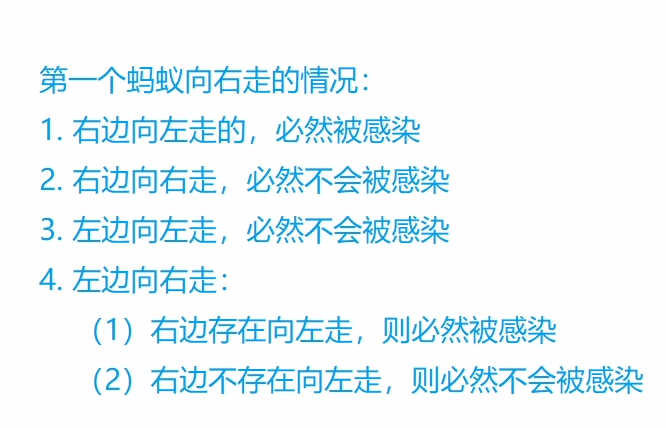 第一个蚂蚁向右走的情况：
1. 右边向左走的，必然被感染
2. 右边向右走，必然不会被感染
3. 左边向左走，必然不会被感染
4. 左边向右走：
（1）右边存在向左走，则必然被感染
（2）右边不存在向左走，则必然不会被感染